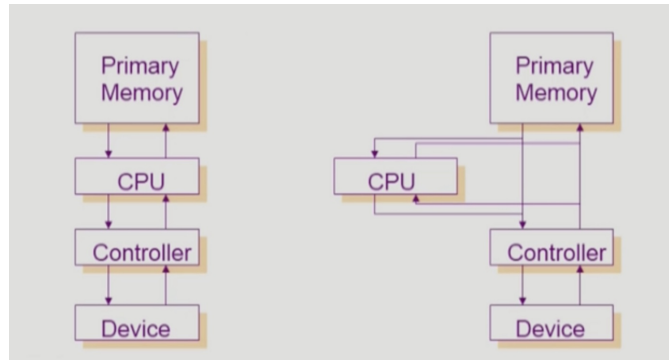 Primary
Memory
CPU
Controller
Device
Primary
Memory
CPU
Controller
Device